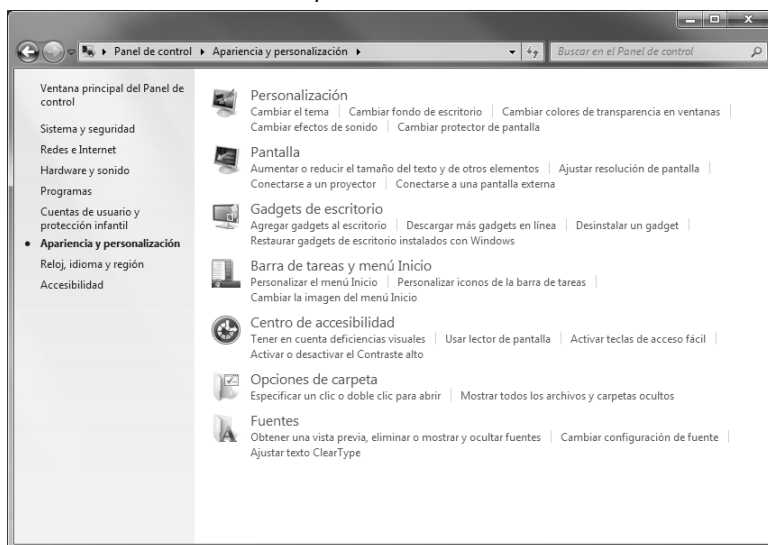 Panel de control ▸ Apariencia y personalización ▸
Buscar en el Panel de control
Ventana principal del Panel de
control
Sistema y seguridad
Redes e Internet
Hardware y sonido
Programas
Cuentas de usuario y
protección infantil
Apariencia y personalización
Reloj, idioma y región
Accesibilidad
Personalización
Cambiar el tema | Cambiar fondo de escritorio | Cambiar colores de transparencia en ventanas |
Cambiar efectos de sonido | Cambiar protector de pantalla
Pantalla
Aumentar o reducir el tamaño del texto y de otros elementos | Ajustar resolución de pantalla |
Conectarse a un proyector | Conectarse a una pantalla externa
Gadgets de escritorio
Agregar gadgets al escritorio | Descargar más gadgets en línea | Desinstalar un gadget |
Restaurar gadgets de escritorio instalados con Windows
Barra de tareas y menú Inicio
Personalizar el menú Inicio | Personalizar iconos de la barra de tareas |
Cambiar la imagen del menú Inicio
Centro de accesibilidad
Tener en cuenta deficiencias visuales | Usar lector de pantalla | Activar teclas de acceso fácil |
Activar o desactivar el Contraste alto
Opciones de carpeta
Especificar un clic o doble clic para abrir | Mostrar todos los archivos y carpetas ocultos
Fuentes
Obtener una vista previa, eliminar o mostrar y ocultar fuentes | Cambiar configuración de fuente |
Ajustar texto ClearType